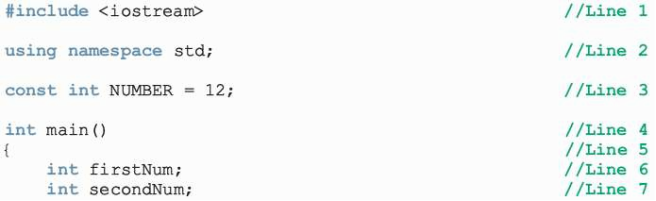 #include <iostream> //Line 1
using namespace std; //Line 2
const int NUMBER = 12; //Line 3
int main() //Line 4
{ //Line 5
int firstNum; //Line 6
int secondNum; //Line 7